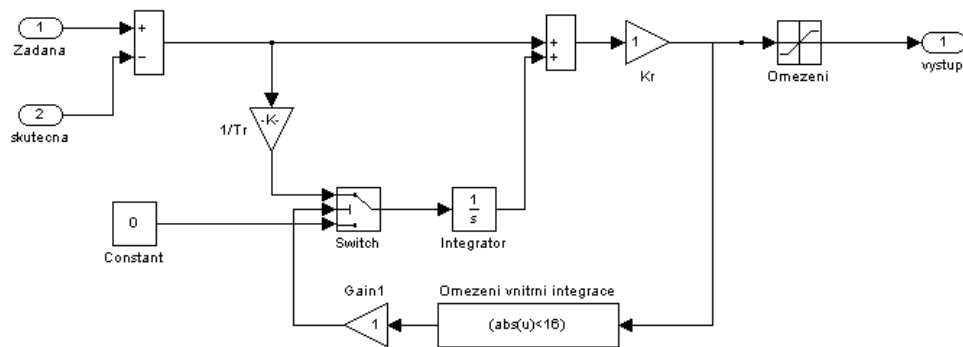 1
+
+
+
1
1
Zadana
−
Kr
Omezeni
vystup
2
skutecna
1/Tr
-K-
0
1
s
Constant
Switch
Integrator
Gain1
Omezeni vnitrni integrace
1
(abs(u)<16)